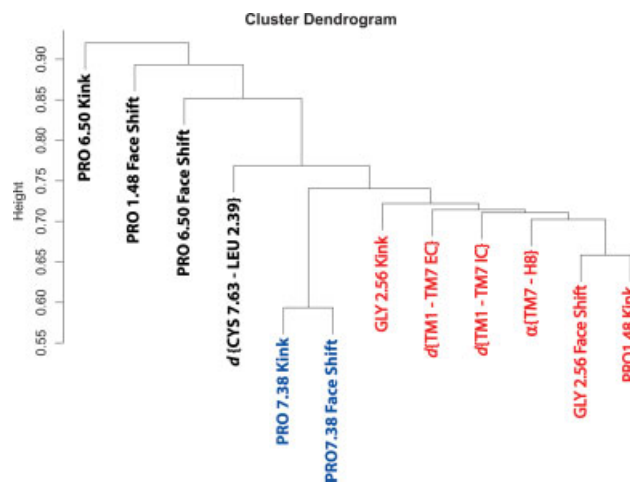 Cluster Dendrogram
Height
0.90
0.85
0.80
0.75
0.70
0.65
0.60
0.55
PRO 6.50 Kink
PRO 1.48 Face Shift
PRO 6.50 Face Shift
d {CYS 7.63 - LEU 2.39}
PRO 7.38 Kink
PRO7.38 Face Shift
GLY 2.56 Kink
d{TM1 - TM7 EC}
d{TM1 - TM7 IC}
α{TM7 - H8}
GLY 2.56 Face Shift
PRO1.48 Kink